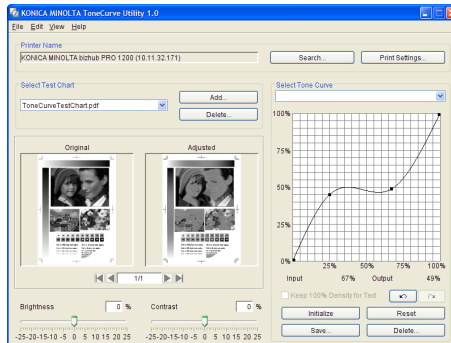 KONICA MINOLTA ToneCurve Utility 1.0
File Edit View Help
Printer Name
KONICA MINOLTA bizhub PRO 1200 (10.11.32.171)
Search...
Print Settings...
Select Test Chart
ToneCurveTestChart.pdf
Add...
Delete...
Select Tone Curve
Original
Adjusted
100%
75%
50%
25%
0%
25% 50% 75% 100%
Input 67% Output 49%
1/1
Keep 100% Density for Text
Brightness 0 %
Contrast 0 %
-25-20-15-10 -5 0 5 10 15 20 25
-25-20-15-10 -5 0 5 10 15 20 25
Initialize
Reset
Save...
Delete...